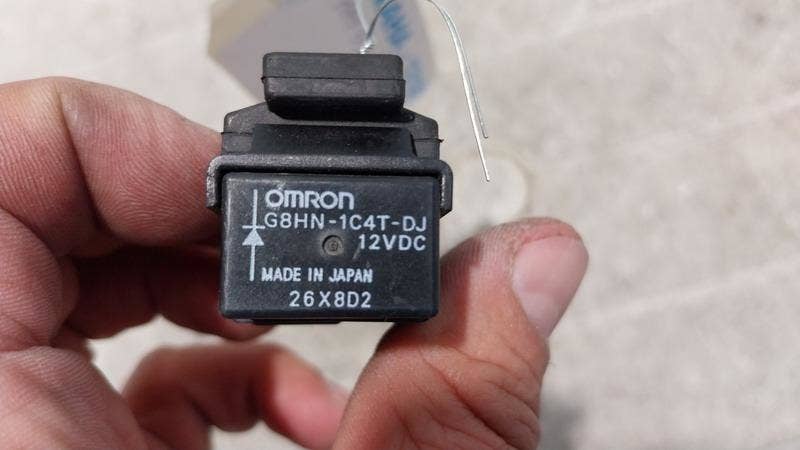 OMRON
G8HN-1C4T-DJ
12VDC
MADE IN JAPAN
26X8D2